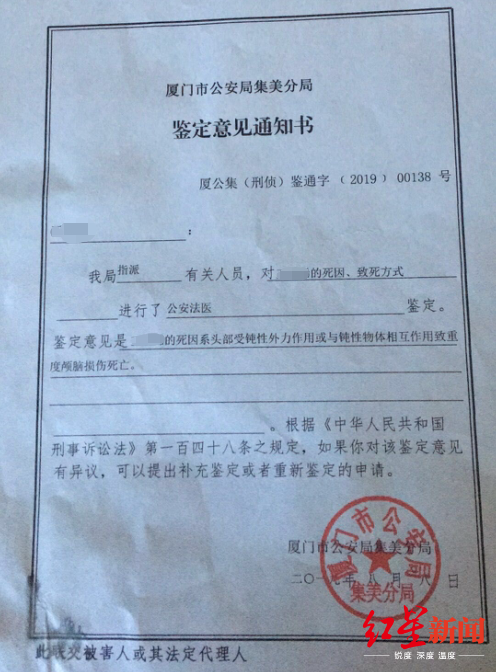 厦门市公安局集美分局
鉴定意见通知书
厦公集（刑侦）鉴通字（2019）00138 号
：
我局指派有关人员，对 的死因、致死方式
进行了公安法医 鉴定。
鉴定意见是 的死因系头部受钝性外力作用或与钝性物体相互作用致重
度颅脑损伤死亡。
。根据《中华人民共和国
刑事诉讼法》第一百四十八条之规定，如果你对该鉴定意见
有异议，可以提出补充鉴定或者重新鉴定的申请。
厦门市公安局集美分局
厦门市公安局
集美分局
二〇一九年八月 八日
此联交被害人或其法定代理人
红星新闻
锐度 深度 温度